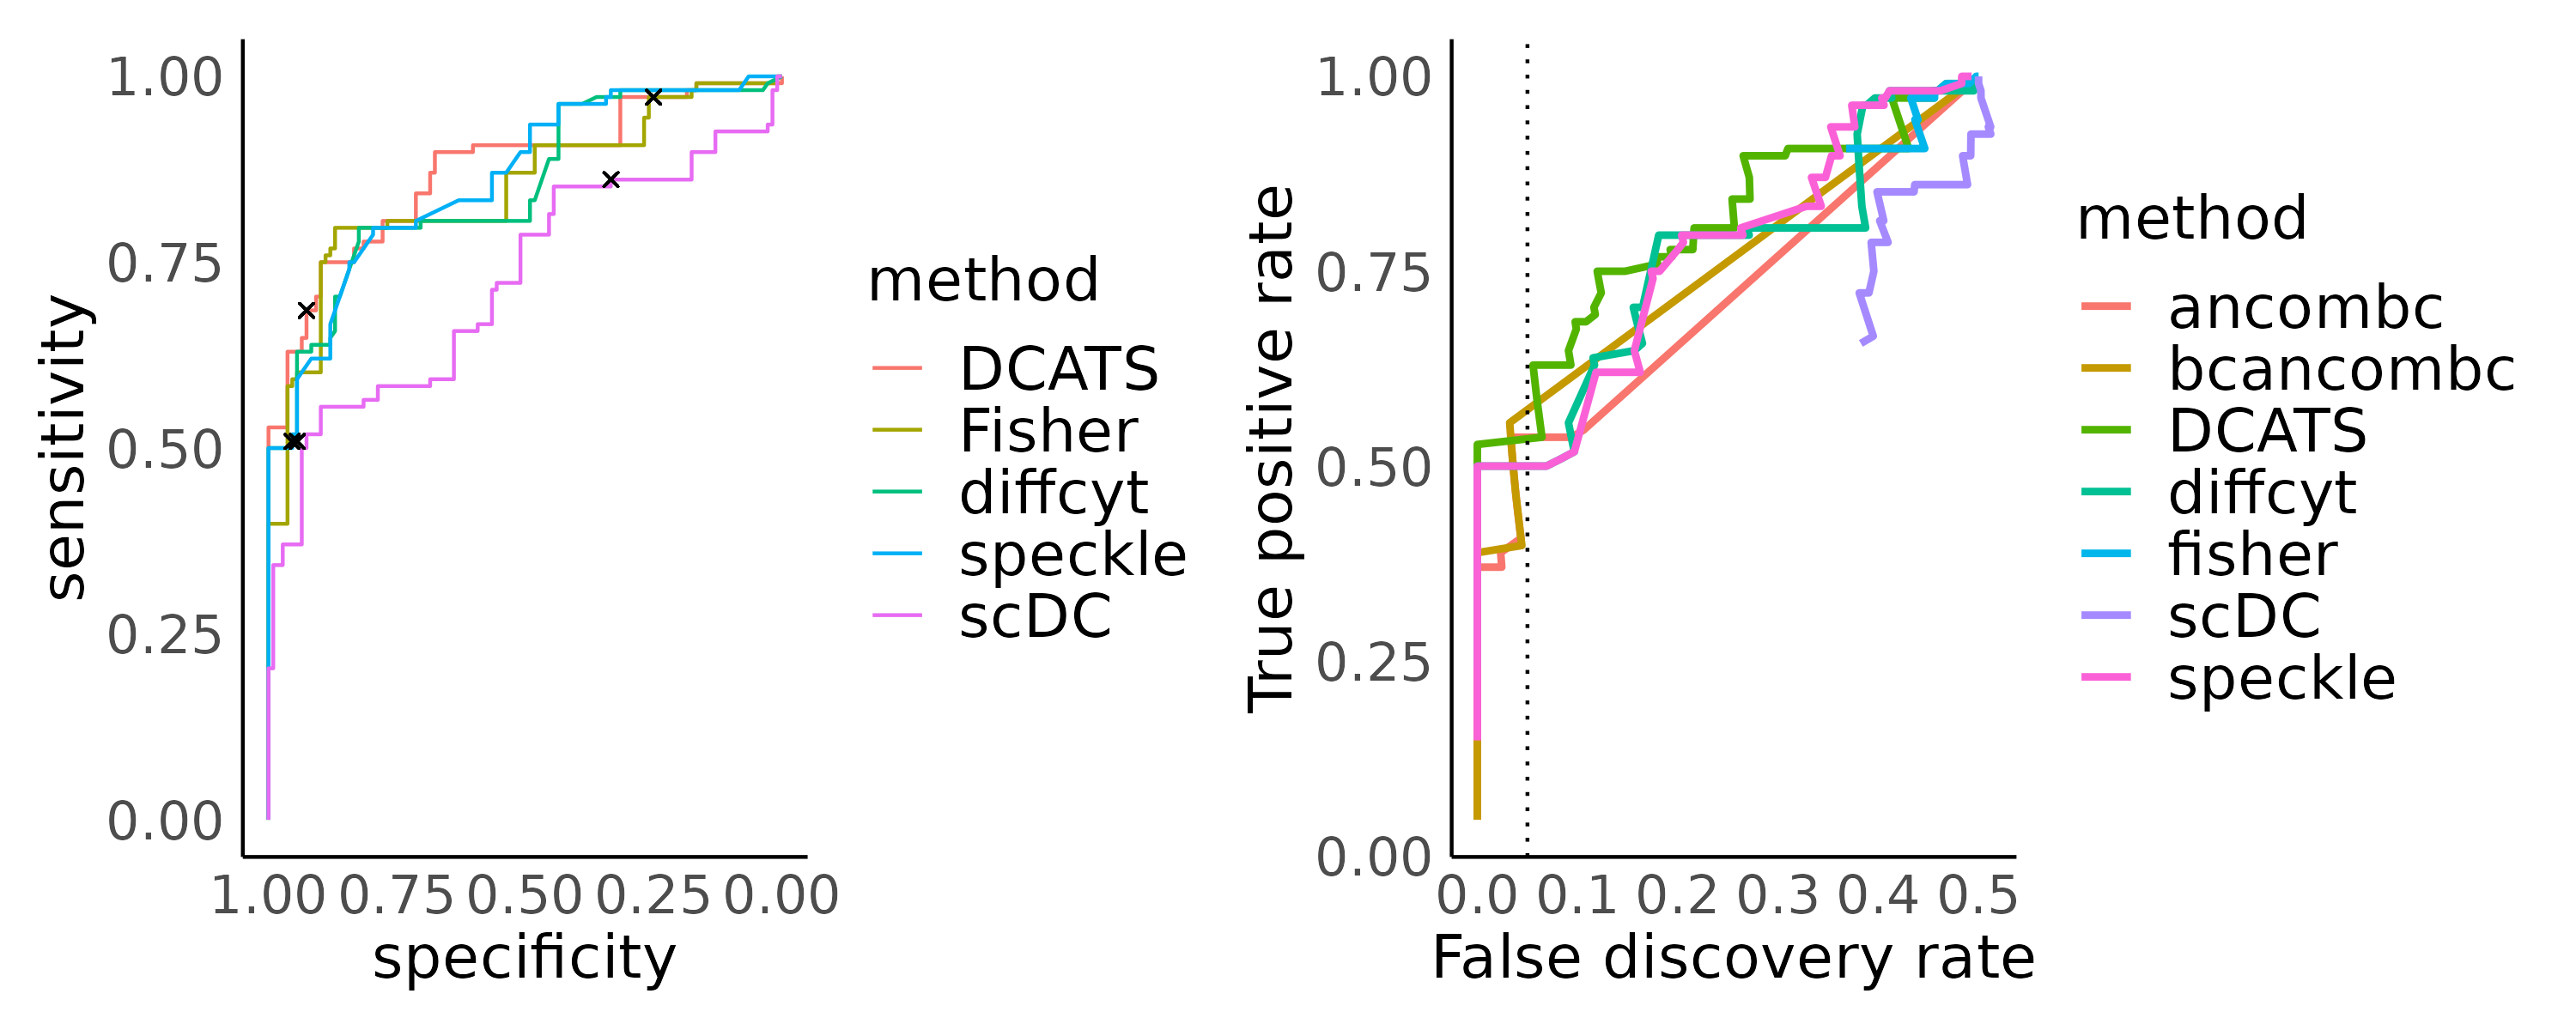 sensitivity
1.00
0.75
0.50
0.25
0.00
1.00 0.75 0.50 0.25 0.00
specificity
method
DCATS
Fisher
diffcyt
speckle
scDC
True positive rate
1.00
0.75
0.50
0.25
0.00
0.0 0.1 0.2 0.3 0.4 0.5
False discovery rate
method
ancombc
bcancombc
DCATS
diffcyt
fisher
scDC
speckle